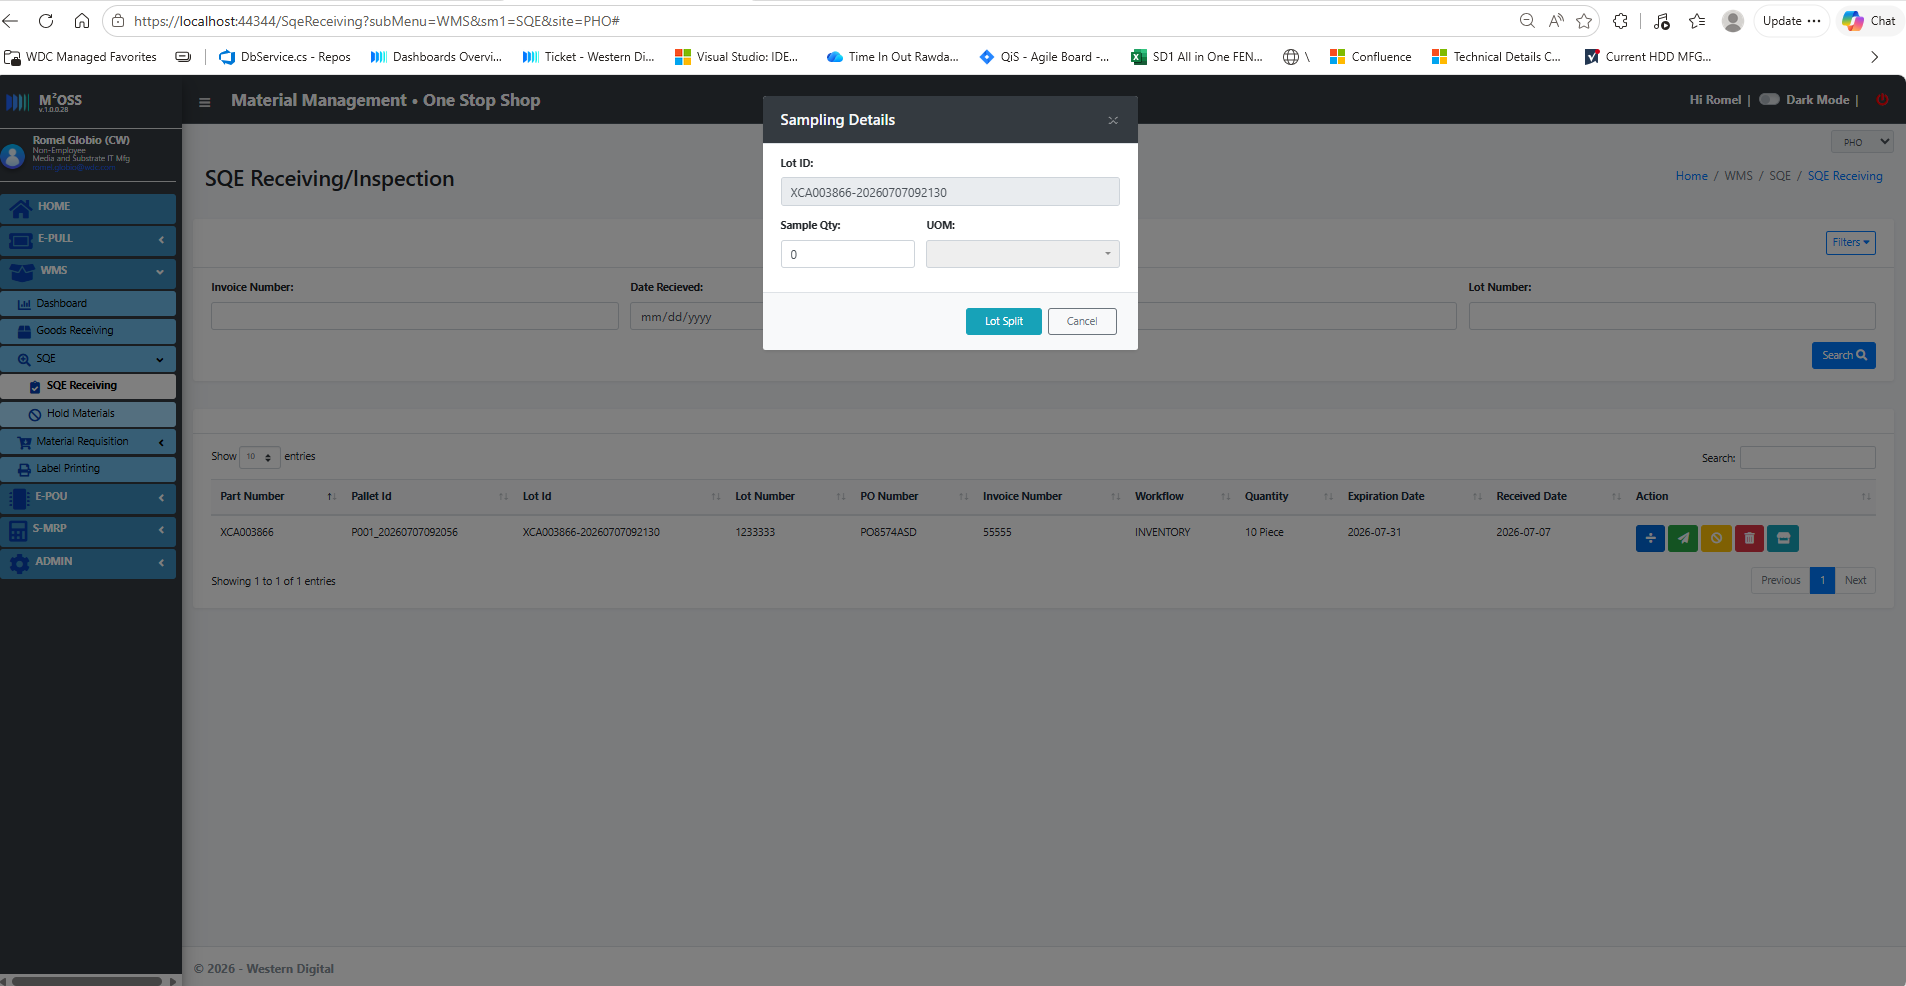 https://localhost:44344/SqeReceiving?subMenu=WMS&sm1=SQE&site=PHO#
Update
Chat
WDC Managed Favorites
DbService.cs - Repos
Dashboards Overvi...
Ticket - Western Di...
Visual Studio: IDE...
Time In Out Rawda...
QiS - Agile Board -...
SD1 All in One FEN...
\
Confluence
Technical Details C...
Current HDD MFG...
M²OSS
v.1.0.0.28
Material Management • One Stop Shop
Hi Romel | Dark Mode |
Romel Globio (CW)
Non-Employee
Media and Substrate IT Mfg
HOME
E-PULL
WMS
Dashboard
Goods Receiving
SQE
SQE Receiving
Hold Materials
Material Requisition
Label Printing
E-POU
S-MRP
ADMIN
PHO
SQE Receiving/Inspection
Home / WMS / SQE / SQE Receiving
Filters
Invoice Number:
Date Recieved:
mm/dd/yyyy
Lot Number:
Search
Sampling Details
Lot ID:
XCA003866-20260707092130
Sample Qty: UOM:
0
Lot Split Cancel
Show 10 entries
Search:
Part Number Pallet Id Lot Id Lot Number PO Number Invoice Number Workflow Quantity Expiration Date Received Date Action
XCA003866 P001_20260707092056 XCA003866-20260707092130 1233333 PO8574ASD 55555 INVENTORY 10 Piece 2026-07-31 2026-07-07
Showing 1 to 1 of 1 entries
Previous 1 Next
© 2026 - Western Digital